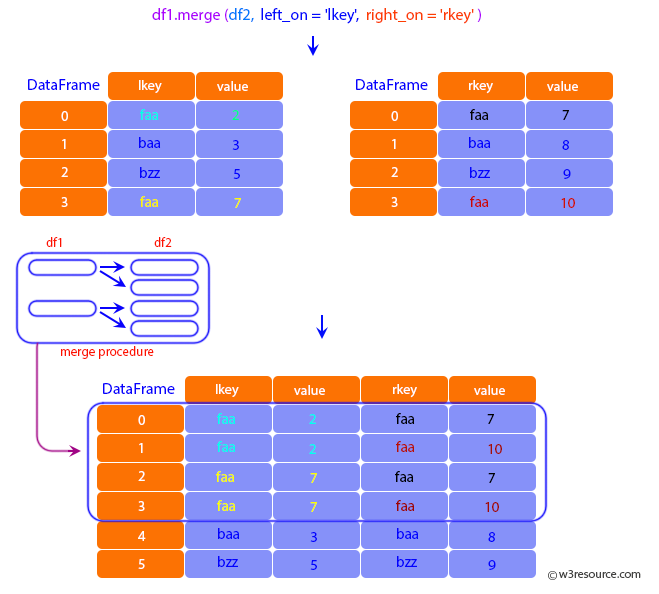 df1.merge (df2, left_on = 'lkey', right_on = 'rkey' )
DataFrame lkey value
0 faa 2
1 baa 3
2 bzz 5
3 faa 7
DataFrame rkey value
0 faa 7
1 baa 8
2 bzz 9
3 faa 10
df1 df2
merge procedure
DataFrame lkey value rkey value
0 faa 2 faa 7
1 faa 2 faa 10
2 faa 7 faa 7
3 faa 7 faa 10
4 baa 3 baa 8
5 bzz 5 bzz 9
© w3resource.com